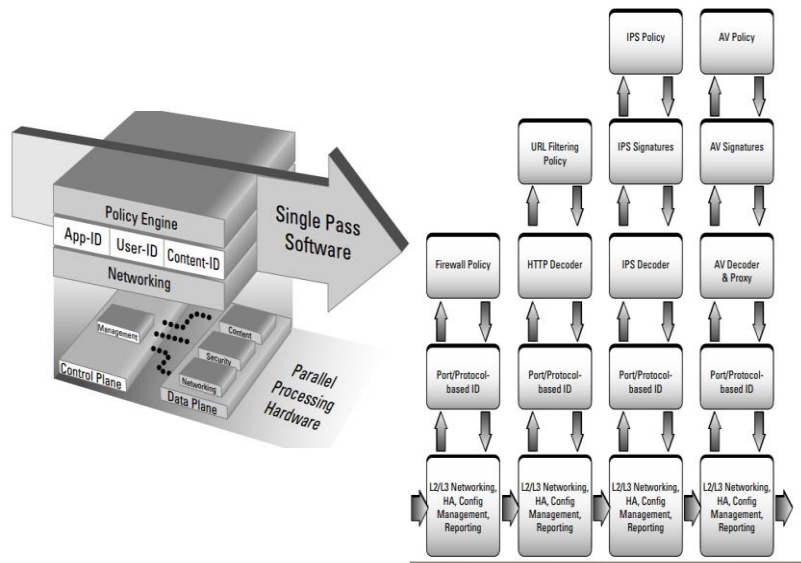 Policy Engine
App-ID
User-ID
Content-ID
Networking
Single Pass
Software
Management
Control Plane
Content
Security
Networking
Data Plane
Parallel
Processing
Hardware
IPS Policy
AV Policy
URL Filtering
Policy
IPS Signatures
AV Signatures
Firewall Policy
HTTP Decoder
IPS Decoder
AV Decoder
& Proxy
Port/Protocol-
based ID
Port/Protocol-
based ID
Port/Protocol-
based ID
Port/Protocol-
based ID
L2/L3 Networking,
HA, Config
Management,
Reporting
L2/L3 Networking,
HA, Config
Management,
Reporting
L2/L3 Networking,
HA, Config
Management,
Reporting
L2/L3 Networking,
HA, Config
Management,
Reporting